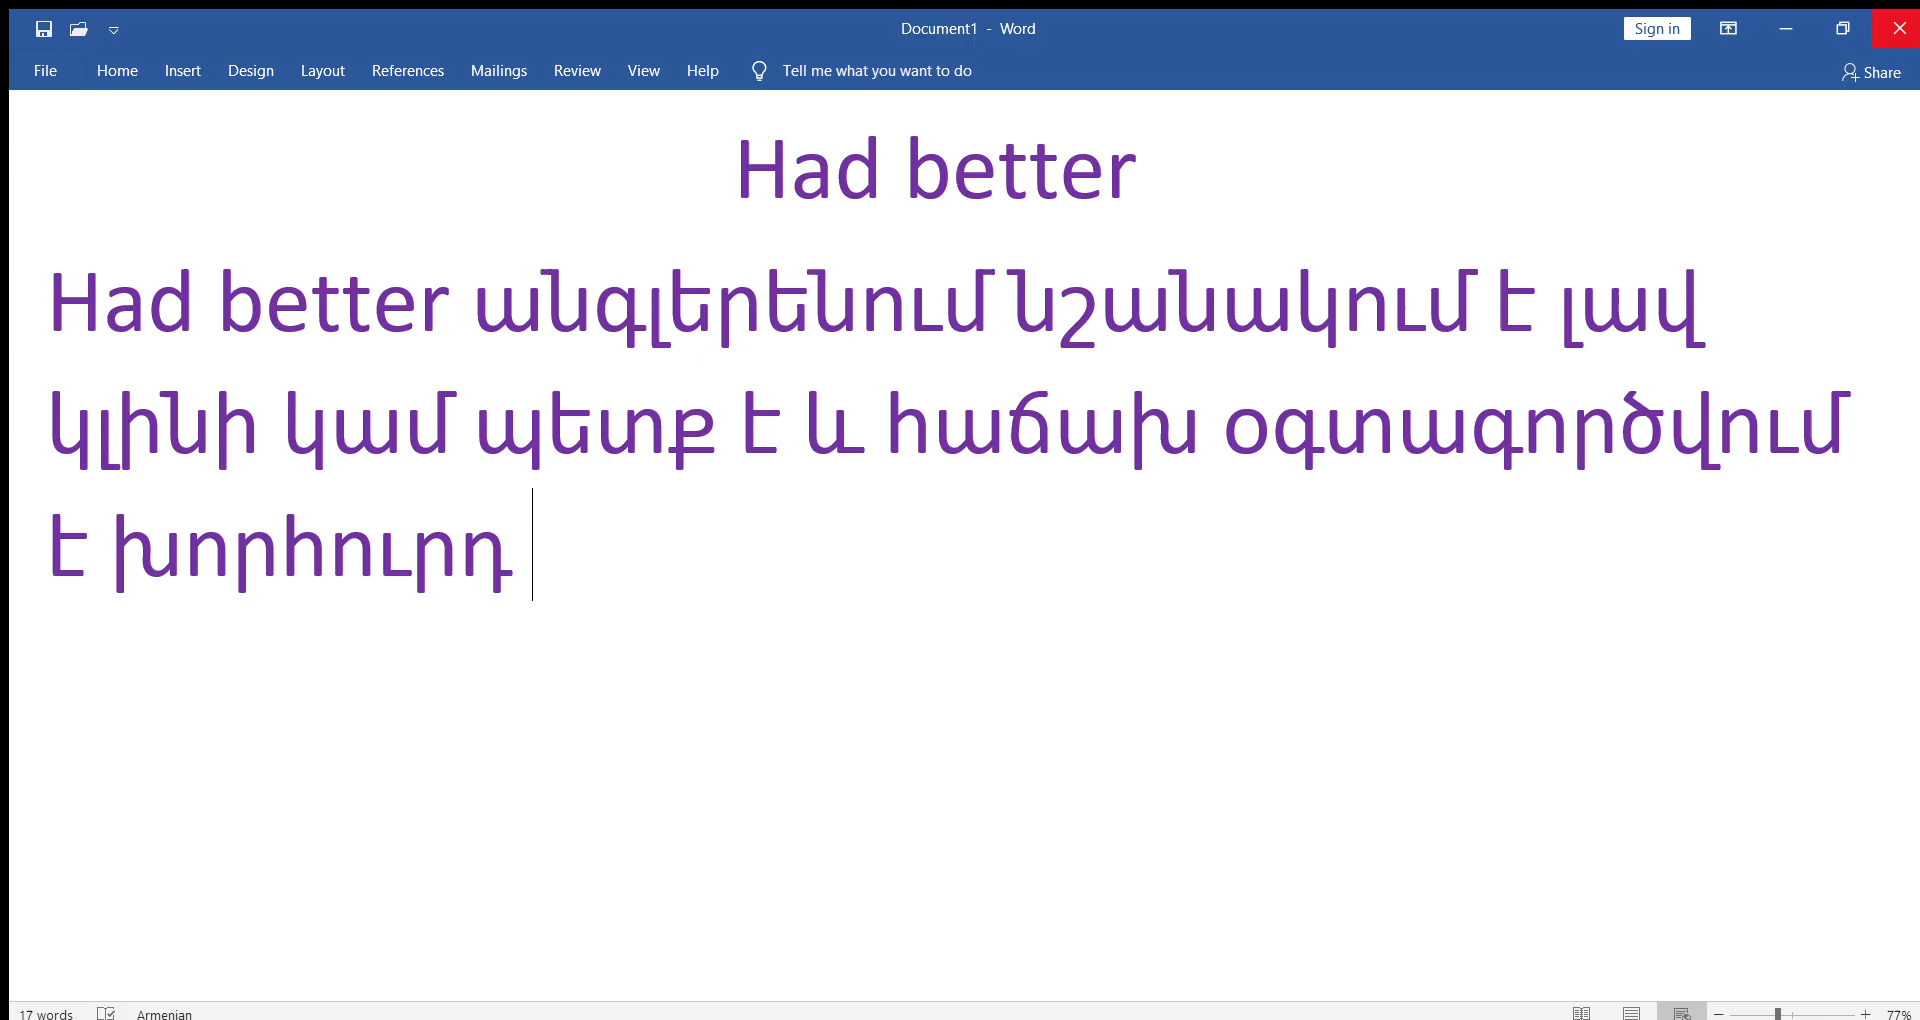 Document1 - Word
Sign in
File Home Insert Design Layout References Mailings Review View Help Tell me what you want to do
Share
Had better
Had better անգլերենում նշանակում է լավ
կլինի կամ պետք է և հաճախ օգտագործվում
է խորհուրդ
17 words Armenian
77%